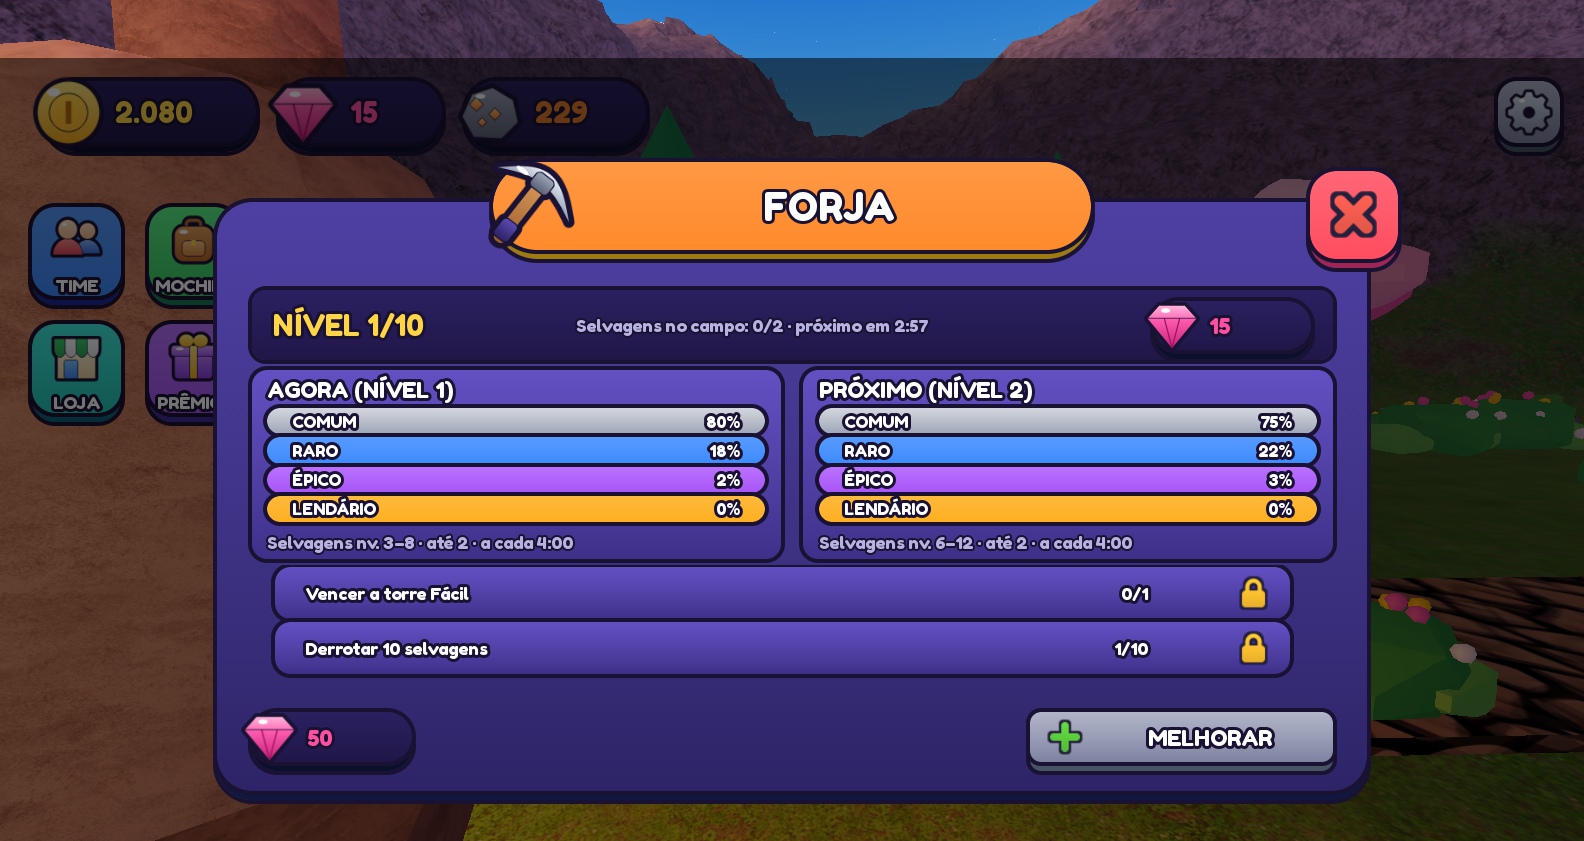 2.080
15
229
FORJA
TIME
MOCHI
LOJA
PRÊMI
NÍVEL 1/10
Selvagens no campo: 0/2 · próximo em 2:57
15
AGORA (NÍVEL 1)
COMUM 80%
RARO 18%
ÉPICO 2%
LENDÁRIO 0%
Selvagens nv. 3–8 · até 2 · a cada 4:00
PRÓXIMO (NÍVEL 2)
COMUM 75%
RARO 22%
ÉPICO 3%
LENDÁRIO 0%
Selvagens nv. 6–12 · até 2 · a cada 4:00
Vencer a torre Fácil 0/1
Derrotar 10 selvagens 1/10
50
MELHORAR